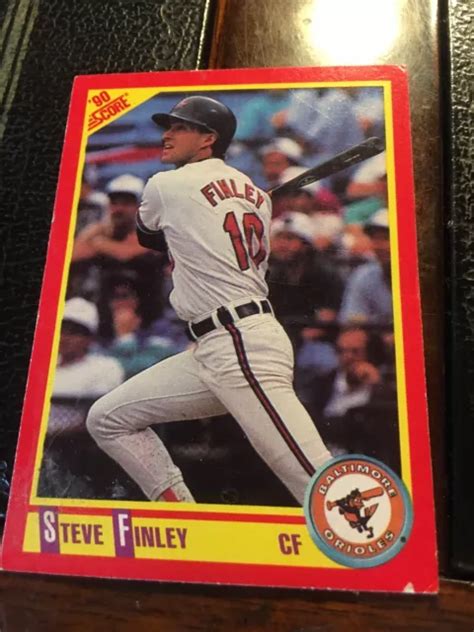 '90
SCORE
FINLEY
10
STEVE FINLEY
CF
BALTIMORE
ORIOLES